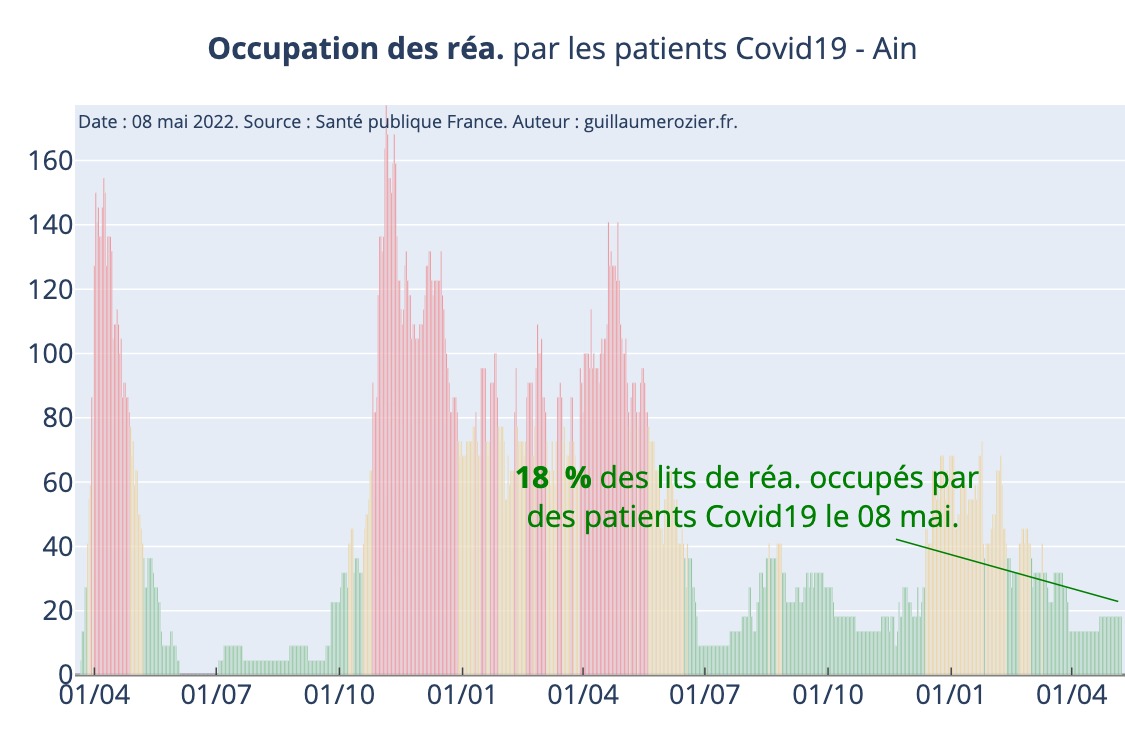 Occupation des réa. par les patients Covid19 - Ain
Date : 08 mai 2022. Source : Santé publique France. Auteur : guillaumerozier.fr.
160
140
120
100
80
60
40
20
0
18 % des lits de réa. occupés par
des patients Covid19 le 08 mai.
01/04 01/07 01/10 01/01 01/04 01/07 01/10 01/01 01/04